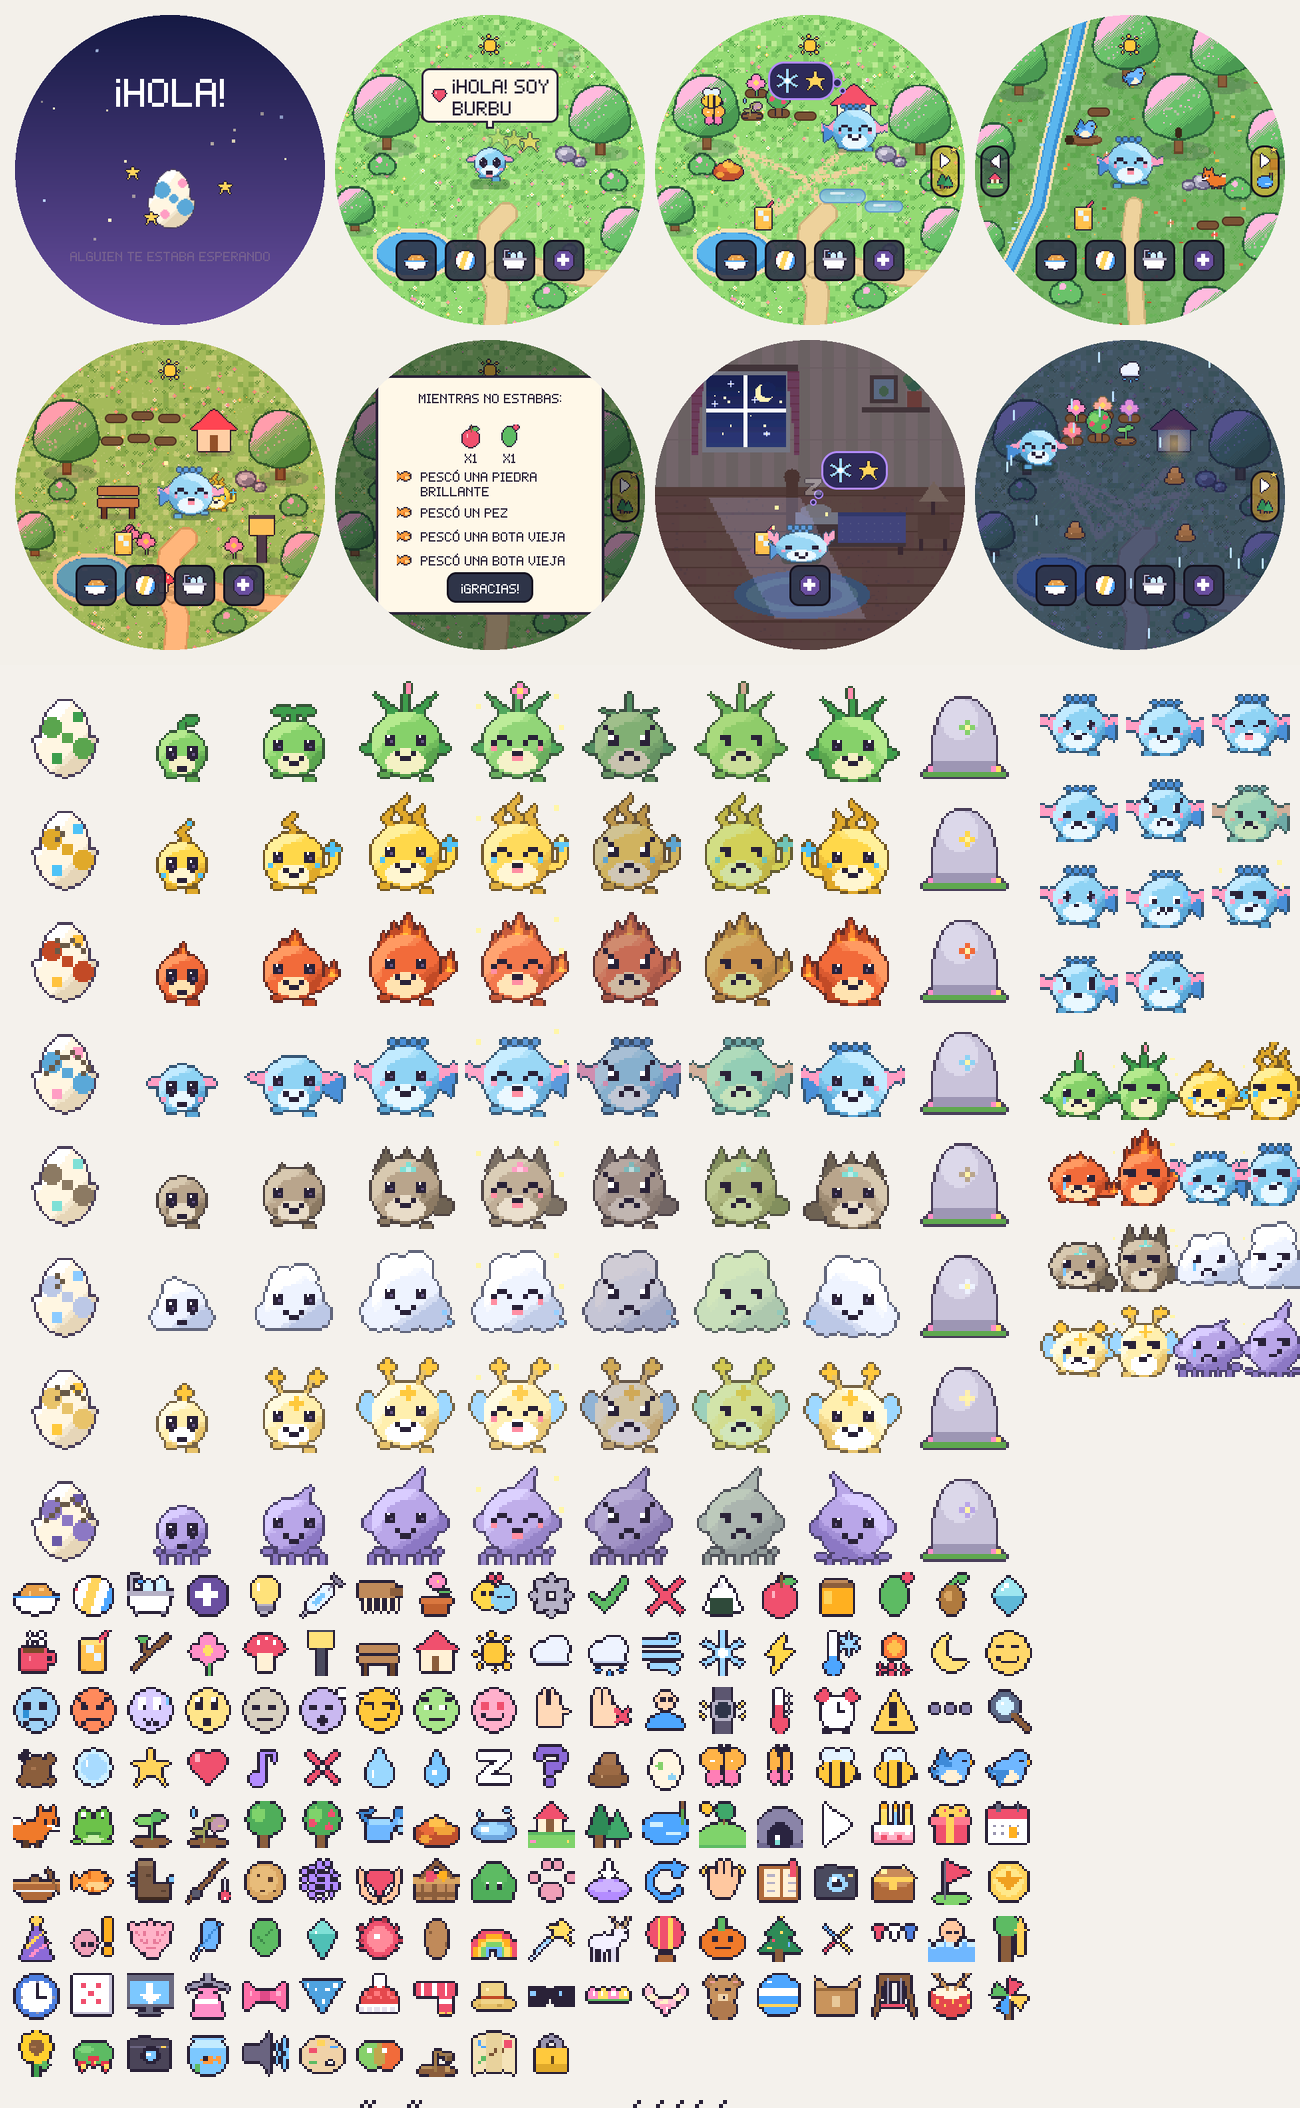 ¡HOLA!
ALGUIEN TE ESTABA ESPERANDO
¡HOLA! SOY
BURBU
MIENTRAS NO ESTABAS:
X1 X1
PESCÓ UNA PIEDRA
BRILLANTE
PESCÓ UN PEZ
PESCÓ UNA BOTA VIEJA
PESCÓ UNA BOTA VIEJA
¡GRACIAS!
Z
Z